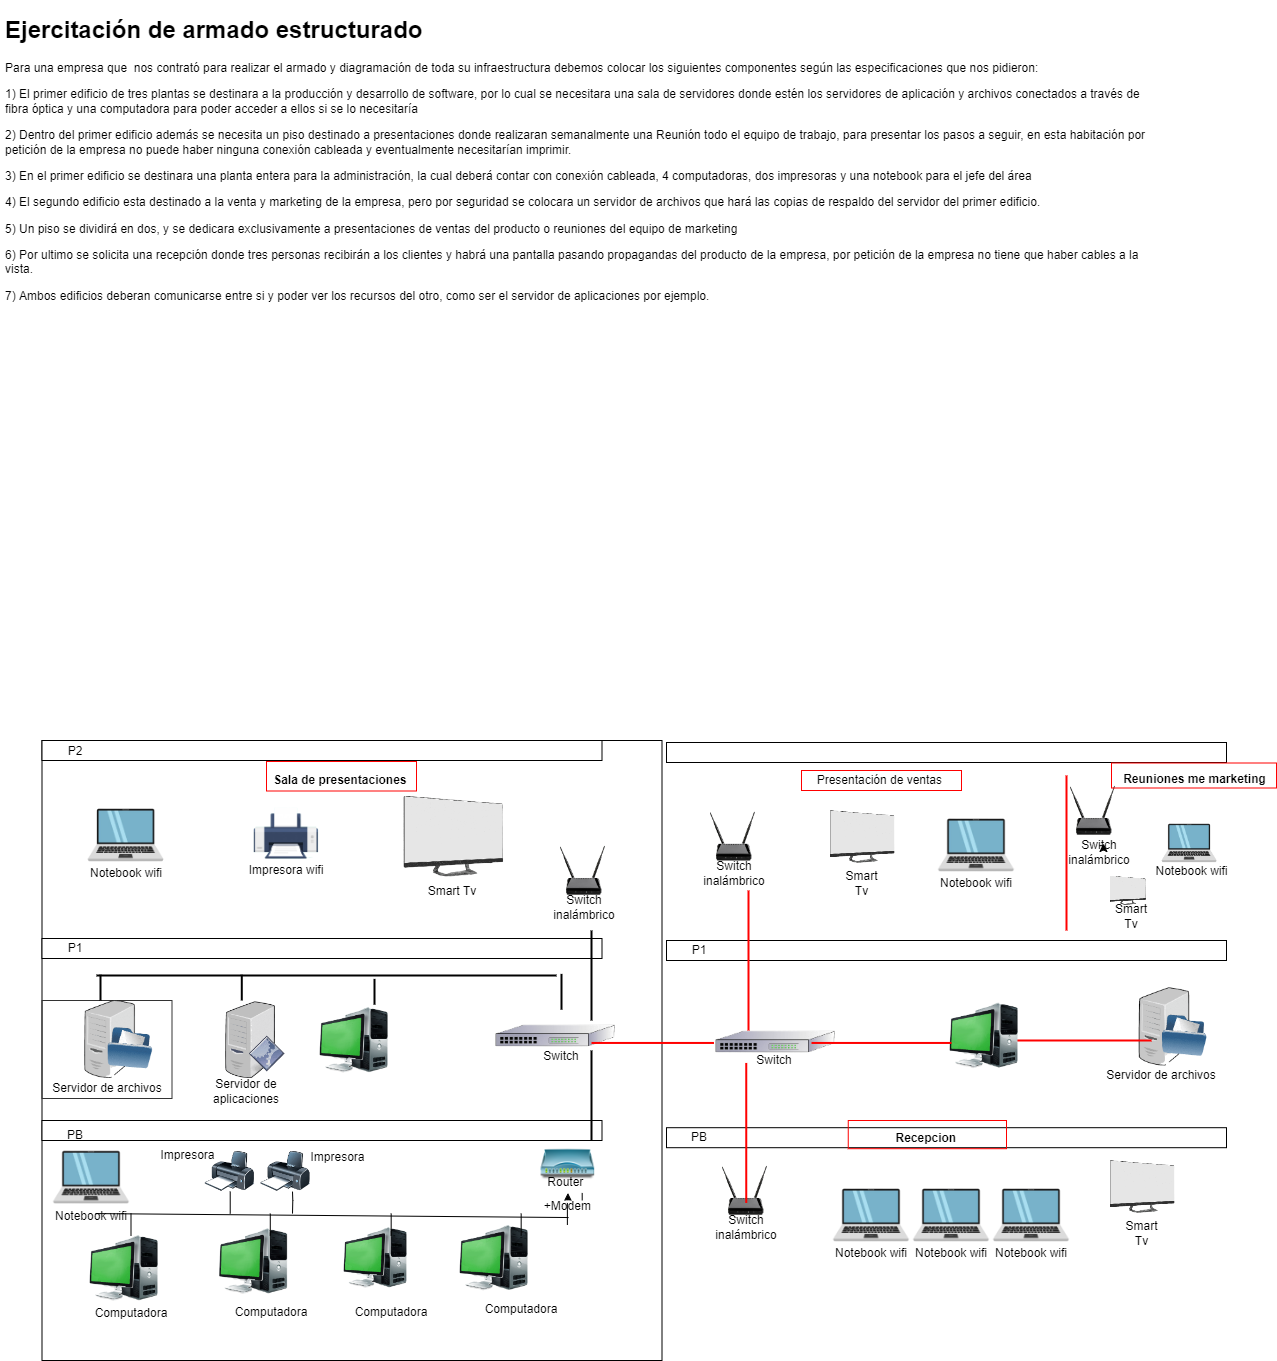 Ejercitación de armado estructurado
Para una empresa que  nos contrató para realizar el armado y diagramación de toda su infraestructura debemos colocar los siguientes componentes según las especificaciones que nos pidieron:
1) El primer edificio de tres plantas se destinara a la producción y desarrollo de software, por lo cual se necesitara una sala de servidores donde estén los servidores de aplicación y archivos conectados a través de
fibra óptica y una computadora para poder acceder a ellos si se lo necesitaría
2) Dentro del primer edificio además se necesita un piso destinado a presentaciones donde realizaran semanalmente una Reunión todo el equipo de trabajo, para presentar los pasos a seguir, en esta habitación por
petición de la empresa no puede haber ninguna conexión cableada y eventualmente necesitarían imprimir.
3) En el primer edificio se destinara una planta entera para la administración, la cual deberá contar con conexión cableada, 4 computadoras, dos impresoras y una notebook para el jefe del área
4) El segundo edificio esta destinado a la venta y marketing de la empresa, pero por seguridad se colocara un servidor de archivos que hará las copias de respaldo del servidor del primer edificio.
5) Un piso se dividirá en dos, y se dedicara exclusivamente a presentaciones de ventas del producto o reuniones del equipo de marketing
6) Por ultimo se solicita una recepción donde tres personas recibirán a los clientes y habrá una pantalla pasando propagandas del producto de la empresa, por petición de la empresa no tiene que haber cables a la
vista.
7) Ambos edificios deberan comunicarse entre si y poder ver los recursos del otro, como ser el servidor de aplicaciones por ejemplo.
P2
Sala de presentaciones
Notebook wifi
Impresora wifi
Smart Tv
Switch
inalámbrico
Presentación de ventas
Reuniones me marketing
Switch
inalámbrico
Smart
Tv
Notebook wifi
Switch
inalámbrico
Notebook wifi
Smart
Tv
P1
Servidor de archivos
Servidor de
aplicaciones
Switch
P1
Switch
Servidor de archivos
PB
Impresora
Impresora
Router
+Modem
Notebook wifi
Computadora
Computadora
Computadora
Computadora
PB
Recepcion
Switch
inalámbrico
Notebook wifi
Notebook wifi
Notebook wifi
Smart
Tv